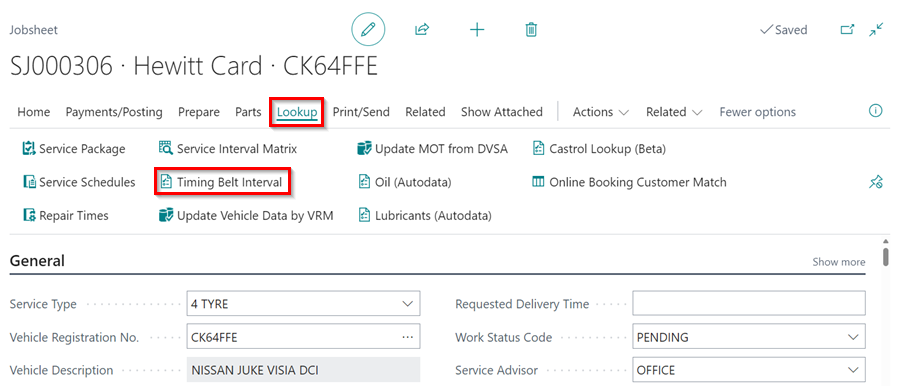 Jobsheet
Saved
SJ000306 · Hewitt Card · CK64FFE
Home Payments/Posting Prepare Parts Lookup Print/Send Related Show Attached Actions Related Fewer options
Service Package Service Interval Matrix Update MOT from DVSA Castrol Lookup (Beta)
Service Schedules Timing Belt Interval Oil (Autodata) Online Booking Customer Match
Repair Times Update Vehicle Data by VRM Lubricants (Autodata)
General Show more
Service Type 4 TYRE Requested Delivery Time
Vehicle Registration No. CK64FFE ... Work Status Code PENDING
Vehicle Description NISSAN JUKE VISIA DCI Service Advisor OFFICE